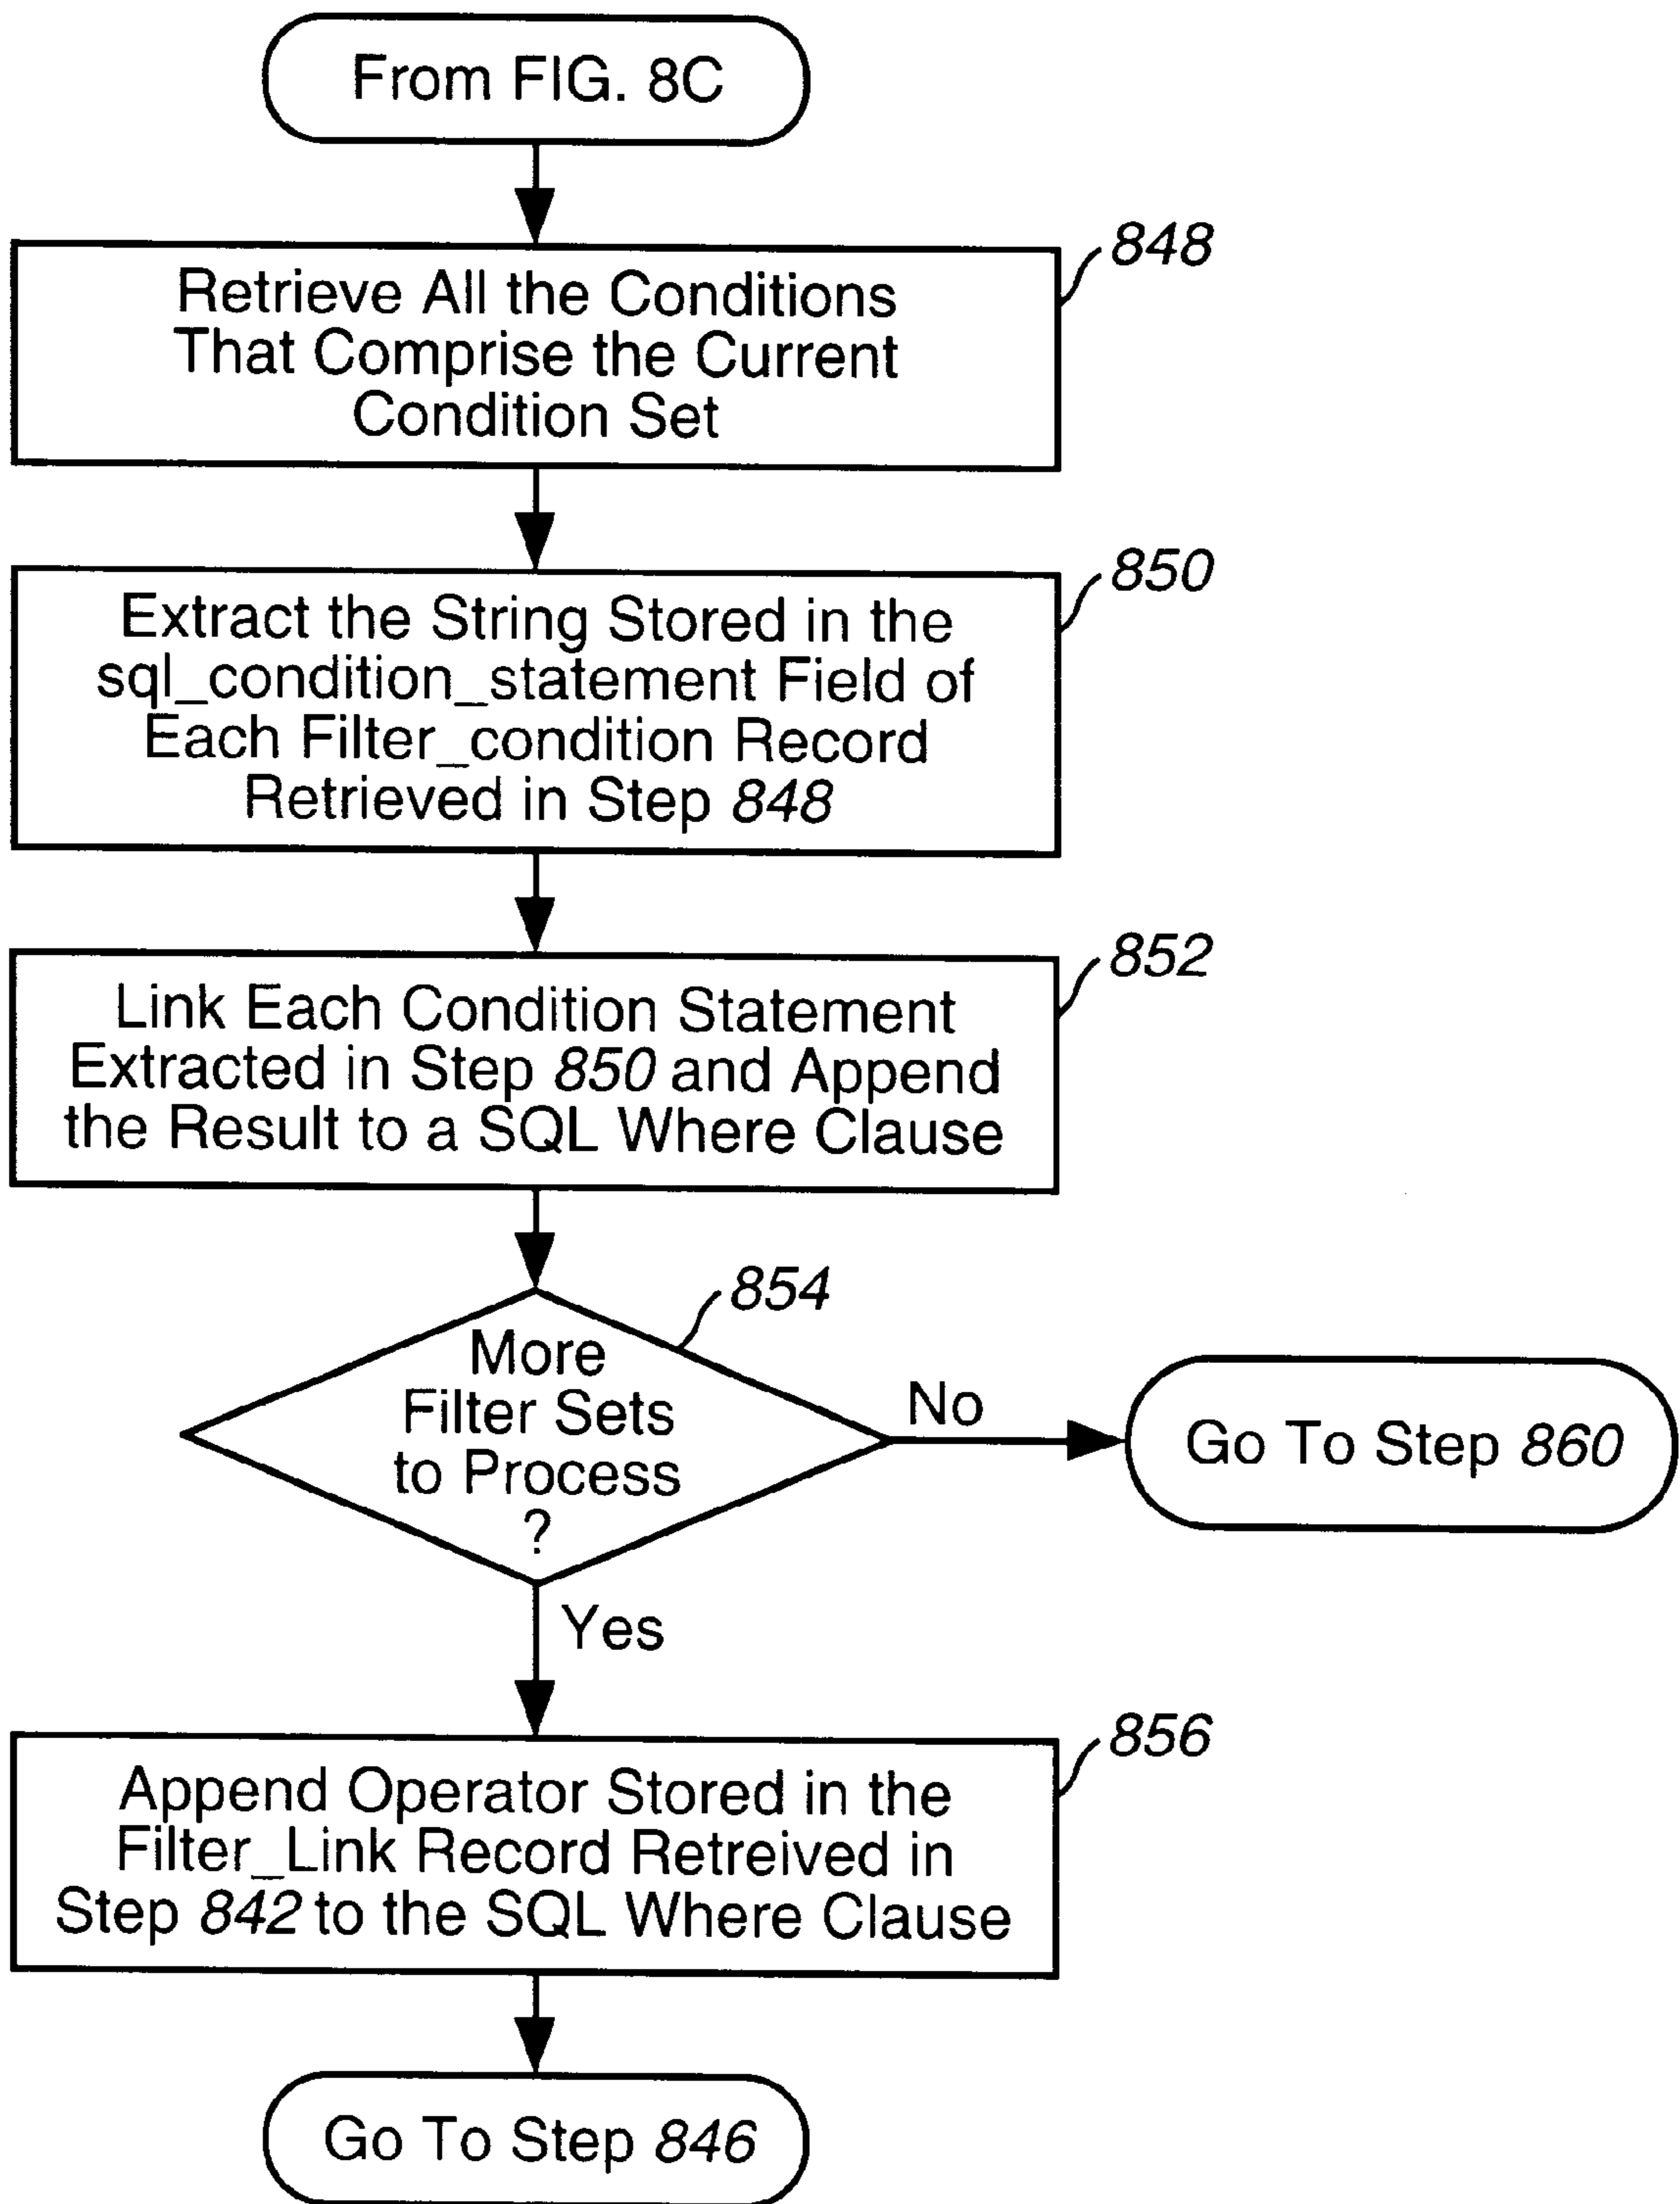 From FIG. 8C
848
Retrieve All the Conditions
That Comprise the Current
Condition Set
850
Extract the String Stored in the
sql_condition_statement Field of
Each Filter_condition Record
Retrieved in Step 848
852
Link Each Condition Statement
Extracted in Step 850 and Append
the Result to a SQL Where Clause
854
More
Filter Sets
to Process
?
No
Go To Step 860
Yes
856
Append Operator Stored in the
Filter_Link Record Retreived in
Step 842 to the SQL Where Clause
Go To Step 846